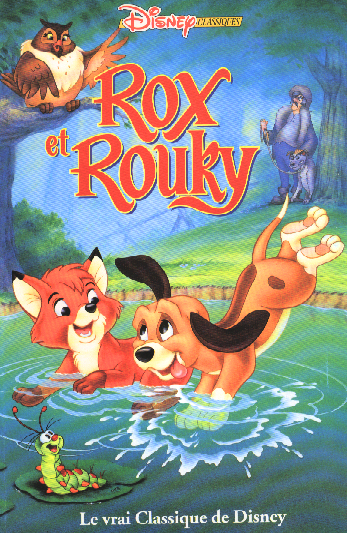 Disney CLASSIQUES
Rox
et
Rouky
Le vrai Classique de Disney